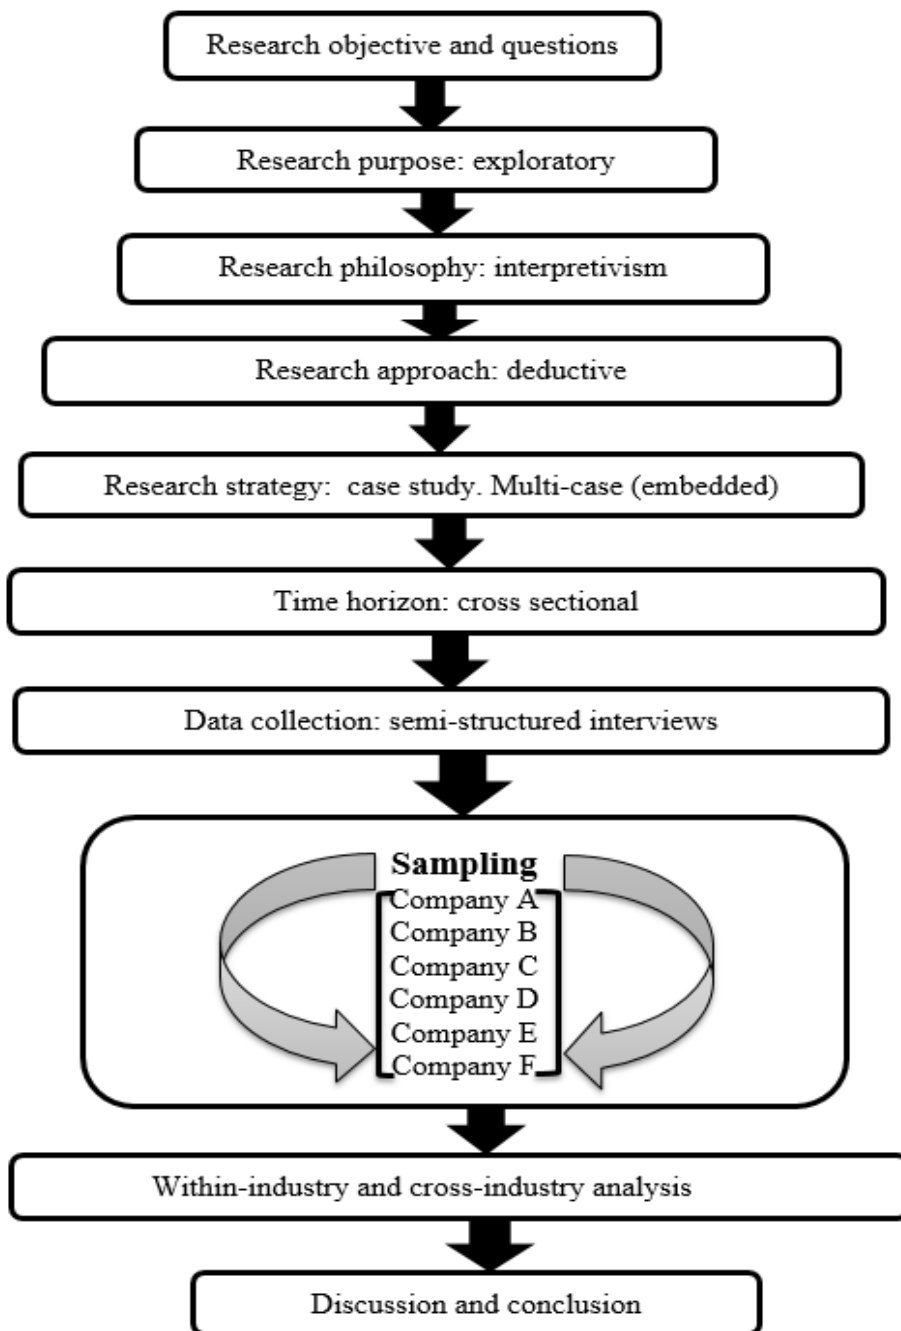 Research objective and questions
Research purpose: exploratory
Research philosophy: interpretivism
Research approach: deductive
Research strategy:  case study. Multi-case (embedded)
Time horizon: cross sectional
Data collection: semi-structured interviews
Sampling
Company A
Company B
Company C
Company D
Company E
Company F
Within-industry and cross-industry analysis
Discussion and conclusion